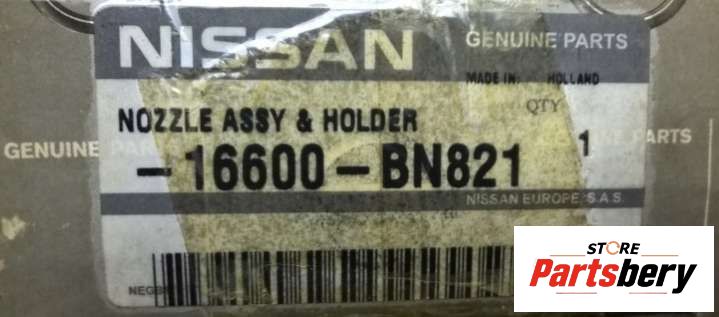 NISSAN
GENUINE PARTS
MADE IN: HOLLAND
QTY
NOZZLE ASSY & HOLDER
1
GENUINE PARTS
-16600-BN821
NISSAN EUROPE S.A.S
STORE
Partsbery